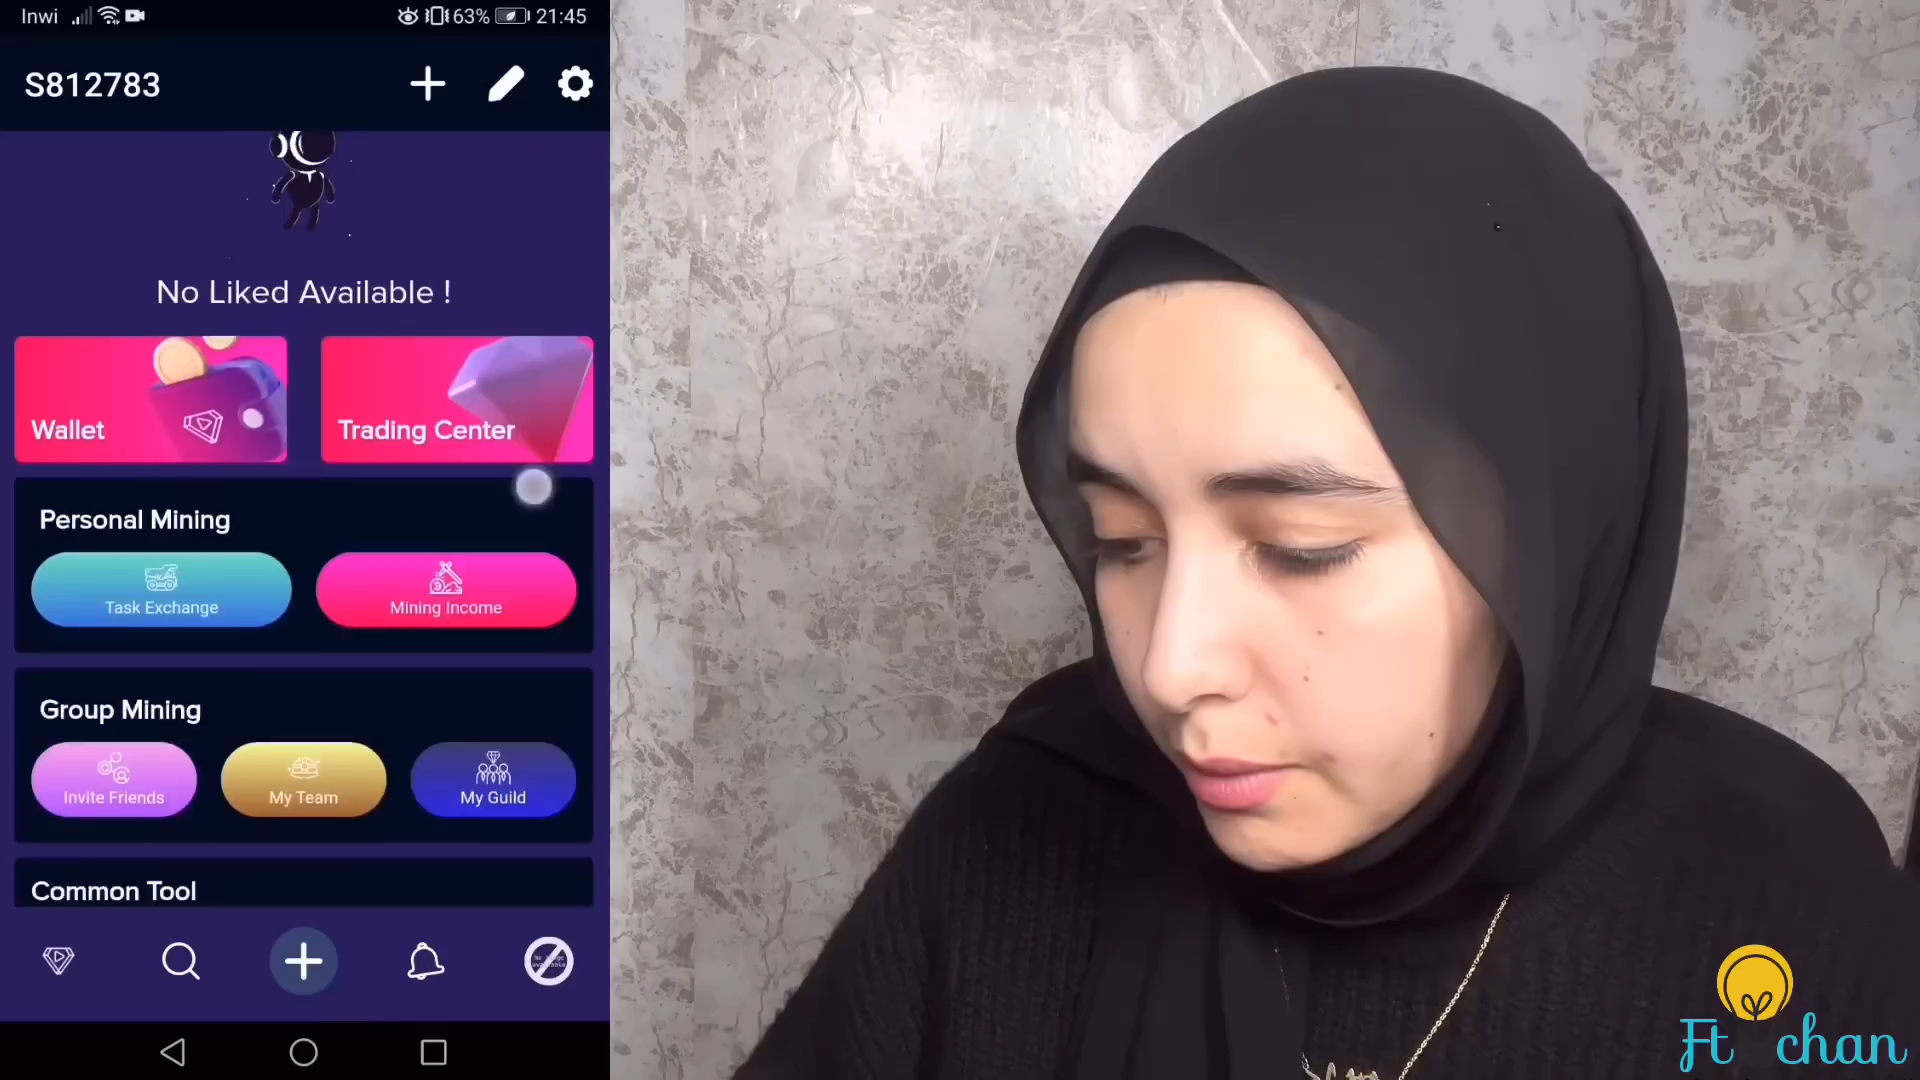 Inwi 63% 21:45
S812783
No Liked Available !
Wallet
Trading Center
Personal Mining
Task Exchange
Mining Income
Group Mining
Invite Friends
My Team
My Guild
Common Tool
Ft chan